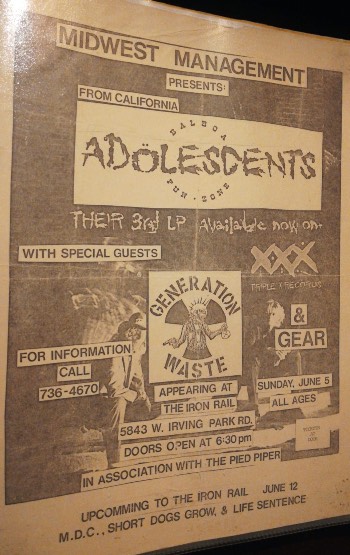 MIDWEST MANAGEMENT
PRESENTS:
FROM CALIFORNIA
BALBOA
ADOLESCENTS
FUN · ZONE
THEIR 3rd LP Available now on
WITH SPECIAL GUESTS
XXX
TRIPLE X RECORDS
GENERATION
WASTE
&
GEAR
FOR INFORMATION
CALL
736-4670
APPEARING AT
THE IRON RAIL
5843 W. IRVING PARK RD.
DOORS OPEN AT 6:30 pm
SUNDAY, JUNE 5
ALL AGES
IN ASSOCIATION WITH THE PIED PIPER
UPCOMMING TO THE IRON RAIL JUNE 12
M.D.C., SHORT DOGS GROW, & LIFE SENTENCE